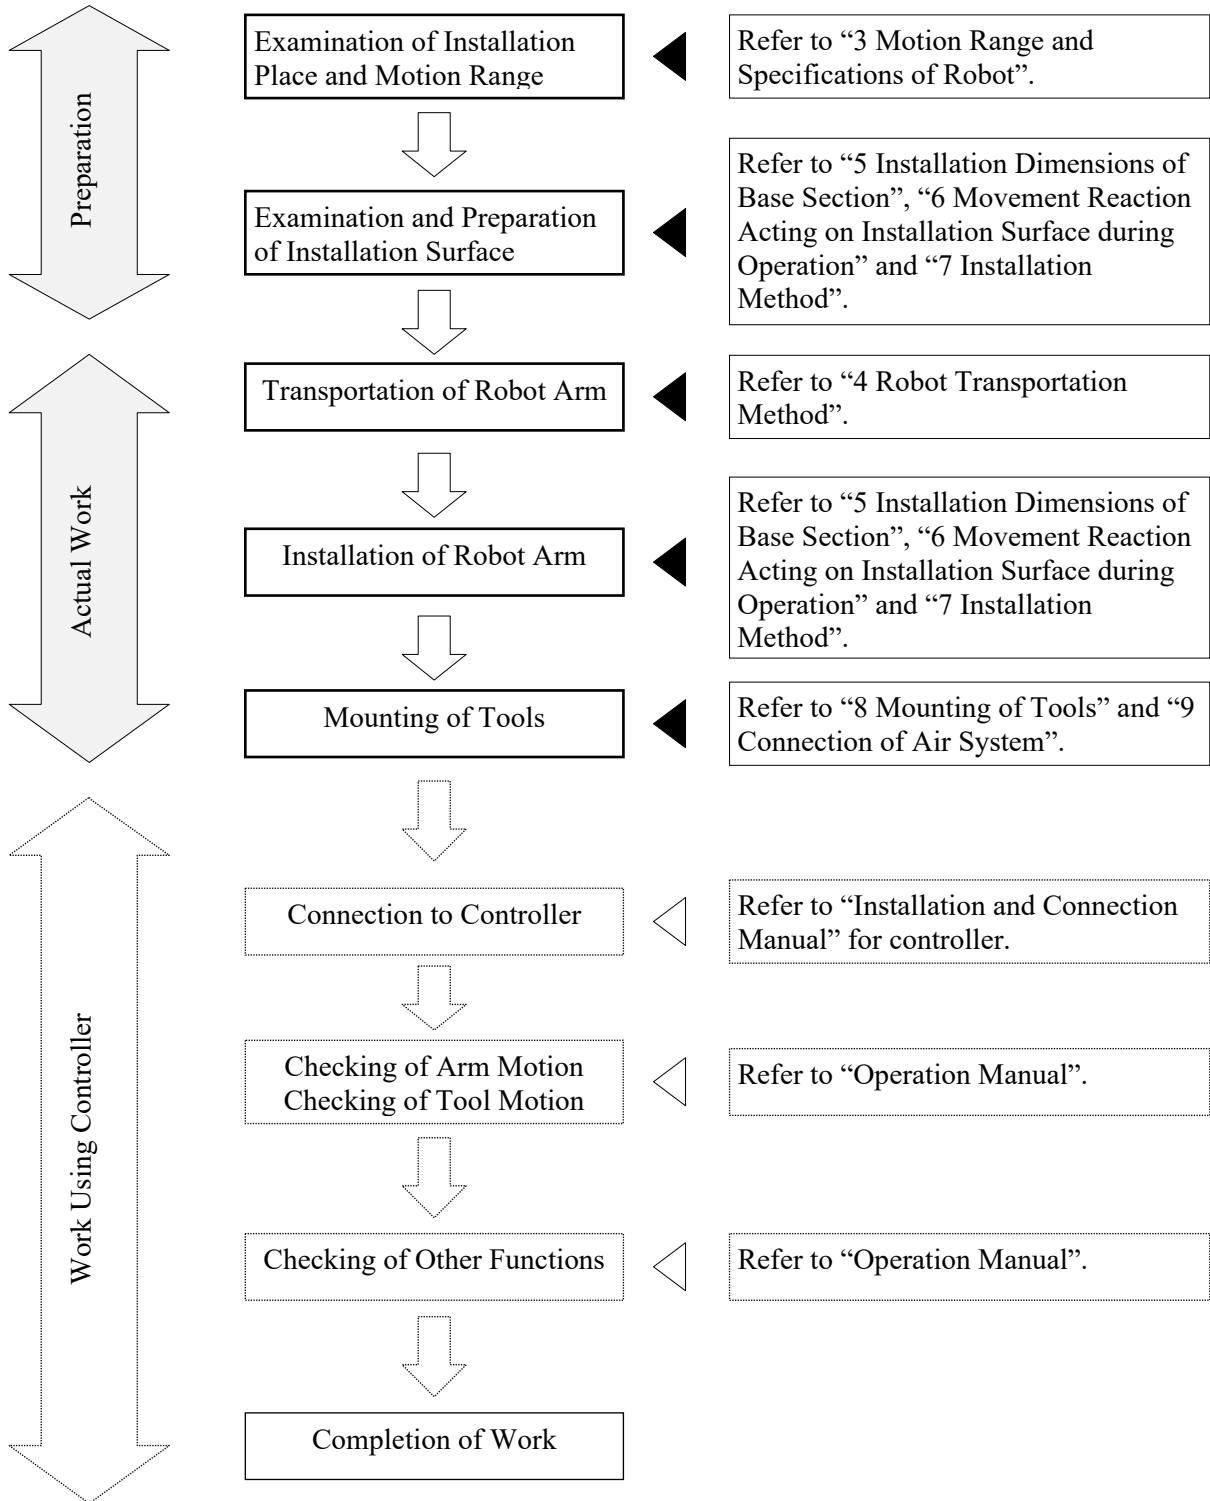 Preparation
Examination of Installation
Place and Motion Range
Refer to “3 Motion Range and
Specifications of Robot”.
Examination and Preparation
of Installation Surface
Refer to “5 Installation Dimensions of
Base Section”, “6 Movement Reaction
Acting on Installation Surface during
Operation” and “7 Installation
Method”.
Actual Work
Transportation of Robot Arm
Refer to “4 Robot Transportation
Method”.
Installation of Robot Arm
Refer to “5 Installation Dimensions of
Base Section”, “6 Movement Reaction
Acting on Installation Surface during
Operation” and “7 Installation
Method”.
Mounting of Tools
Refer to “8 Mounting of Tools” and “9
Connection of Air System”.
Work Using Controller
Connection to Controller
Refer to “Installation and Connection
Manual” for controller.
Checking of Arm Motion
Checking of Tool Motion
Refer to “Operation Manual”.
Checking of Other Functions
Refer to “Operation Manual”.
Completion of Work